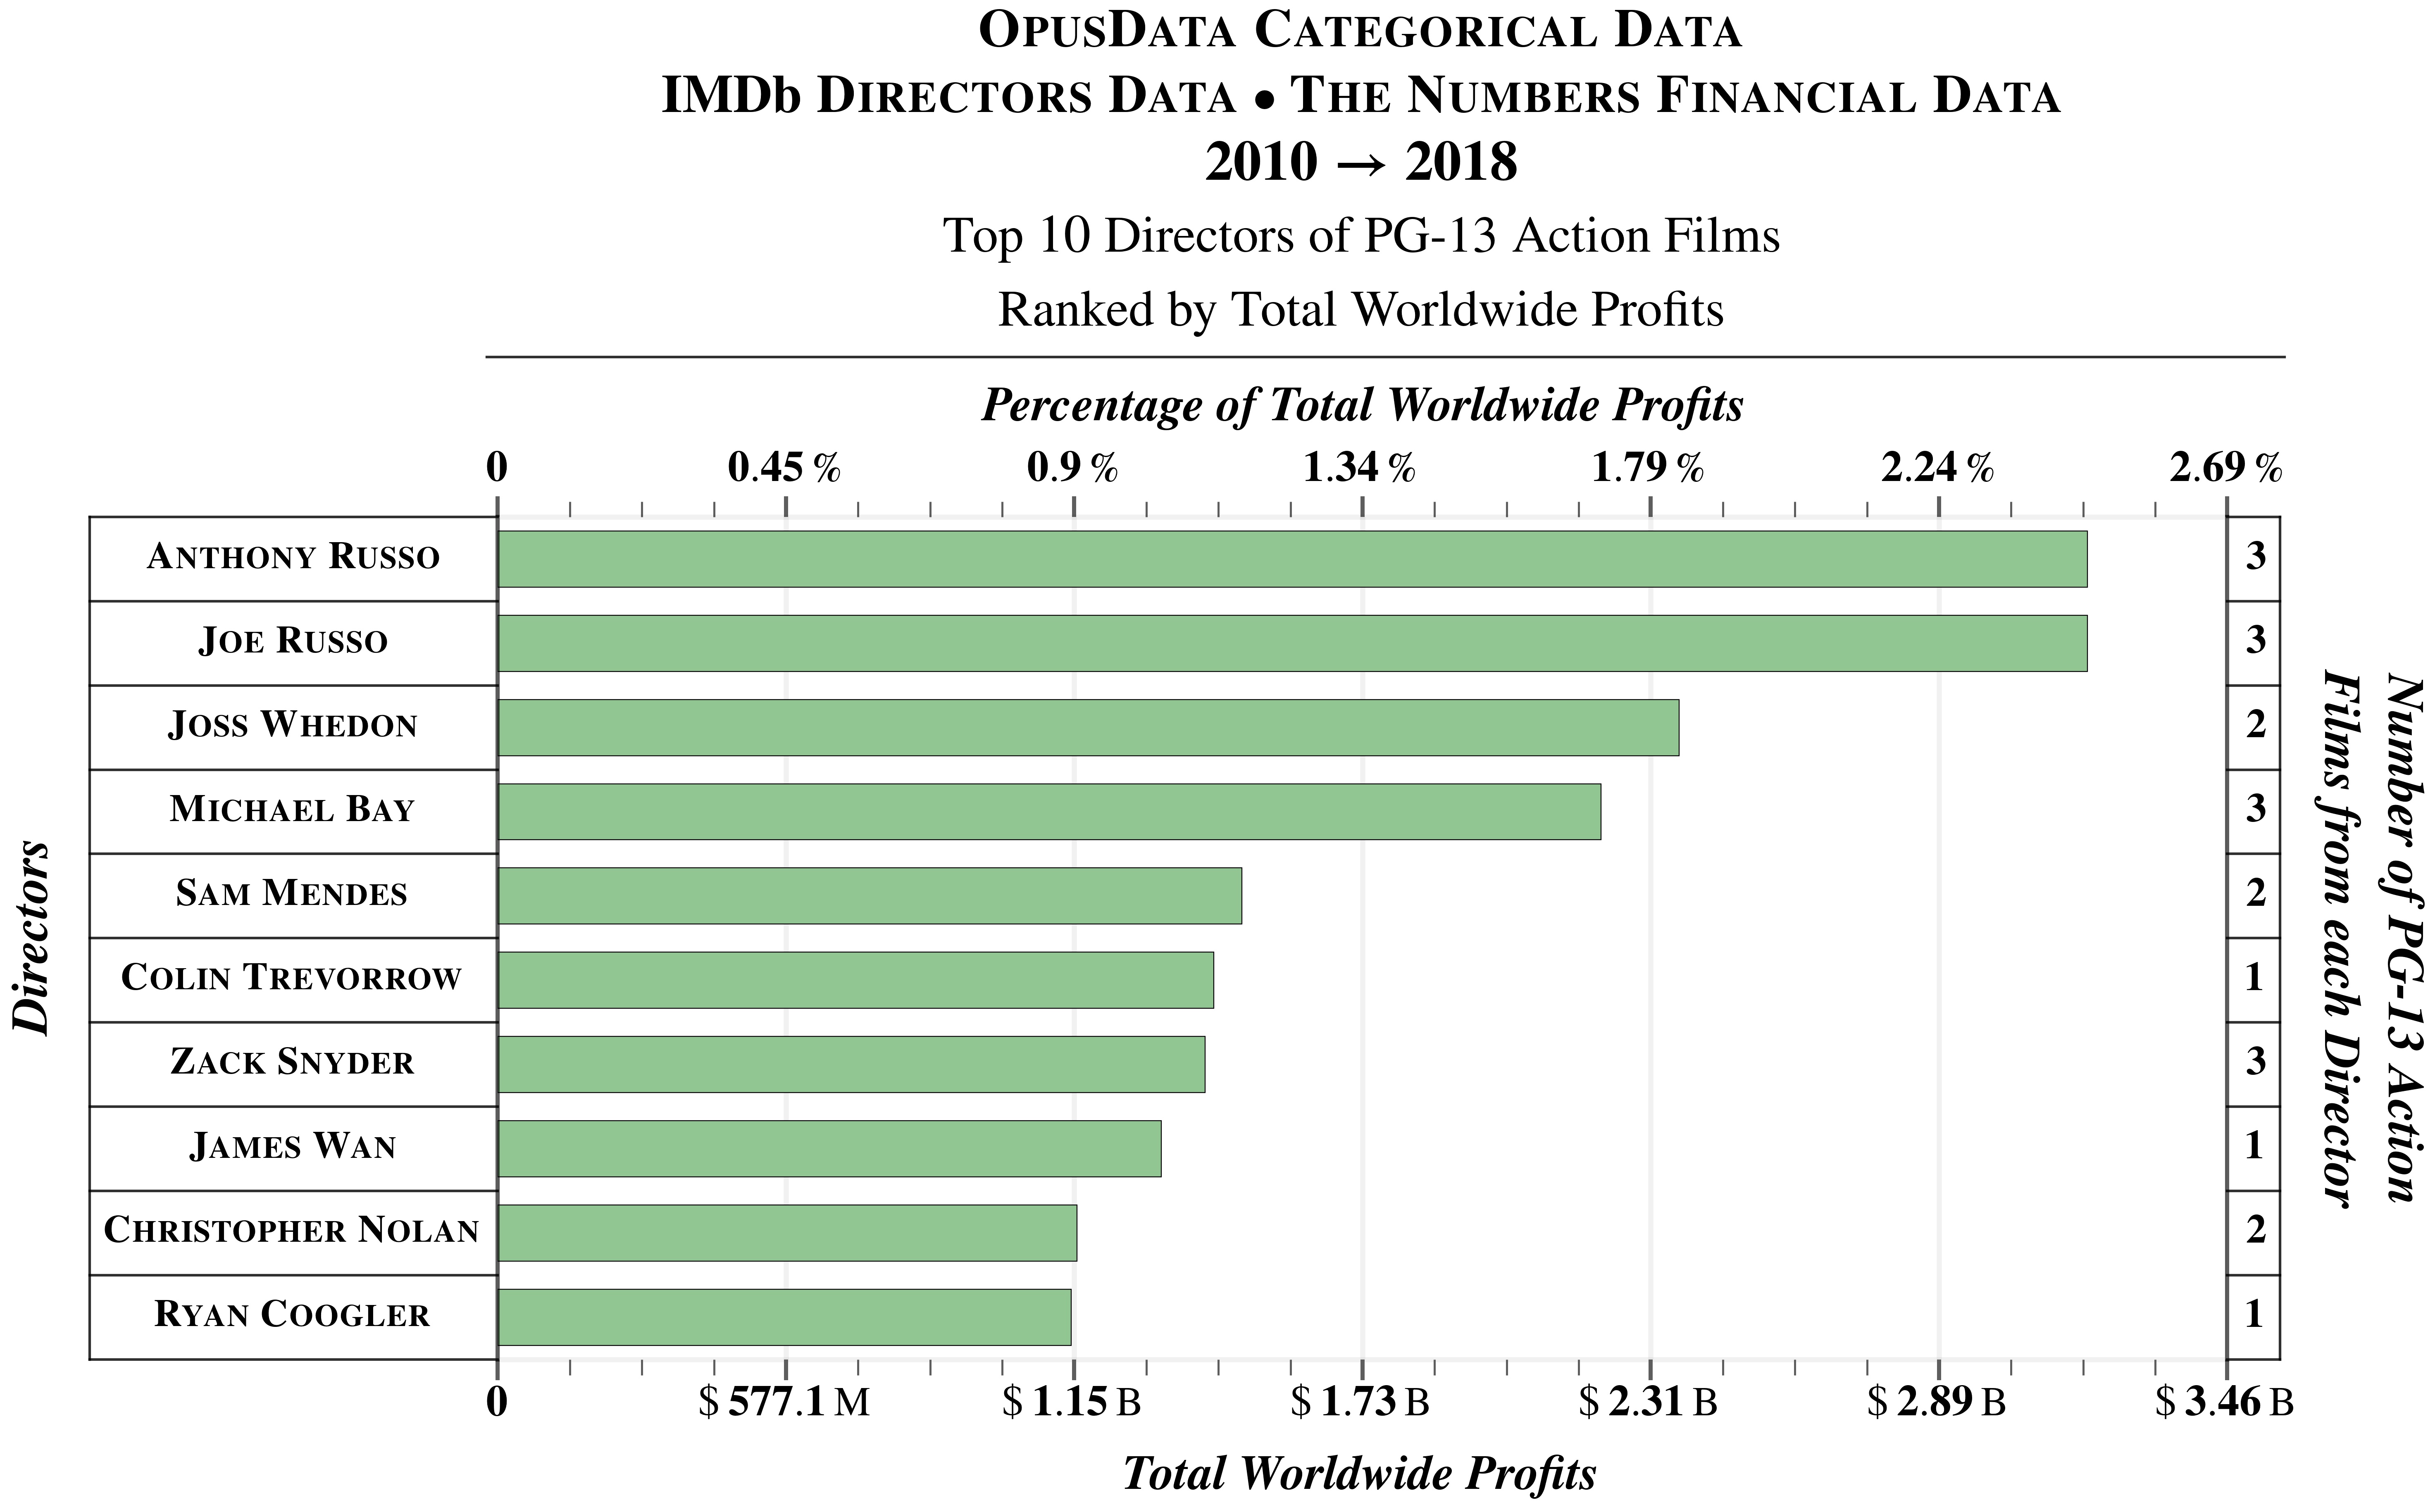 OpusData Categorical Data
IMDb Directors Data • The Numbers Financial Data
2010 → 2018
Top 10 Directors of PG-13 Action Films
Ranked by Total Worldwide Profits
Percentage of Total Worldwide Profits
0 0.45 % 0.9 % 1.34 % 1.79 % 2.24 % 2.69 %
Directors
Anthony Russo 3
Joe Russo 3
Joss Whedon 2
Michael Bay 3
Sam Mendes 2
Colin Trevorrow 1
Zack Snyder 3
James Wan 1
Christopher Nolan 2
Ryan Coogler 1
Number of PG-13 Action
Films from each Director
0 $ 577.1 M $ 1.15 B $ 1.73 B $ 2.31 B $ 2.89 B $ 3.46 B
Total Worldwide Profits